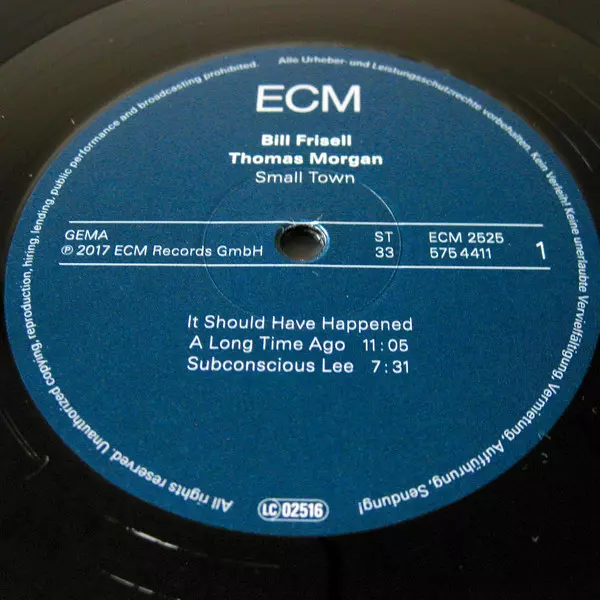 ECM
Bill Frisell
Thomas Morgan
Small Town
GEMA
℗ 2017 ECM Records GmbH
ST
33
ECM 2525
575 4411
1
It Should Have Happened
A Long Time Ago 11:05
Subconscious Lee 7:31
LC 02516
All rights reserved. Unauthorized copying, reproduction, hiring, lending, public performance and broadcasting prohibited.
Alle Urheber- und Leistungsschutzrechte vorbehalten. Kein Verleih! Keine unerlaubte Vervielfältigung, Vermietung, Aufführung, Sendung!